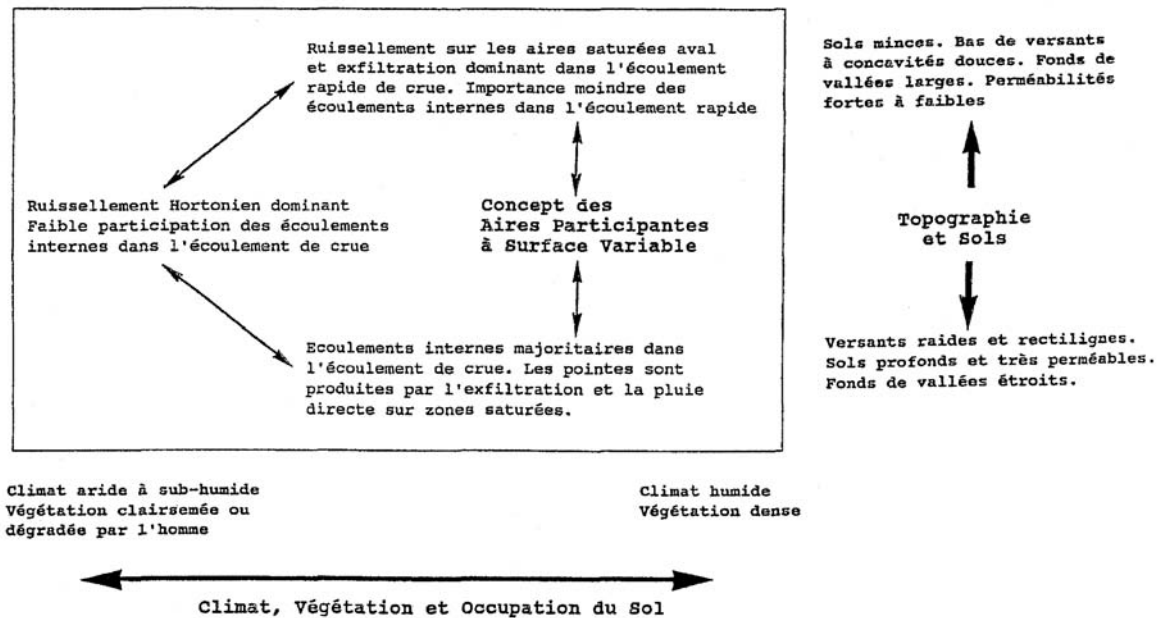 Ruissellement sur les aires saturées aval
et exfiltration dominant dans l'écoulement
rapide de crue. Importance moindre des
écoulements internes dans l'écoulement rapide
Sols minces. Bas de versants
à concavités douces. Fonds de
vallées larges. Perméabilités
fortes à faibles
Ruissellement Hortonien dominant
Faible participation des écoulements
internes dans l'écoulement de crue
Concept des
Aires Participantes
à Surface Variable
Topographie
et Sols
Ecoulements internes majoritaires dans
l'écoulement de crue. Les pointes sont
produites par l'exfiltration et la pluie
directe sur zones saturées.
Versants raides et rectilignes.
Sols profonds et très perméables.
Fonds de vallées étroits.
Climat aride à sub-humide
Végétation clairsemée ou
dégradée par l'homme
Climat humide
Végétation dense
Climat, Végétation et Occupation du Sol